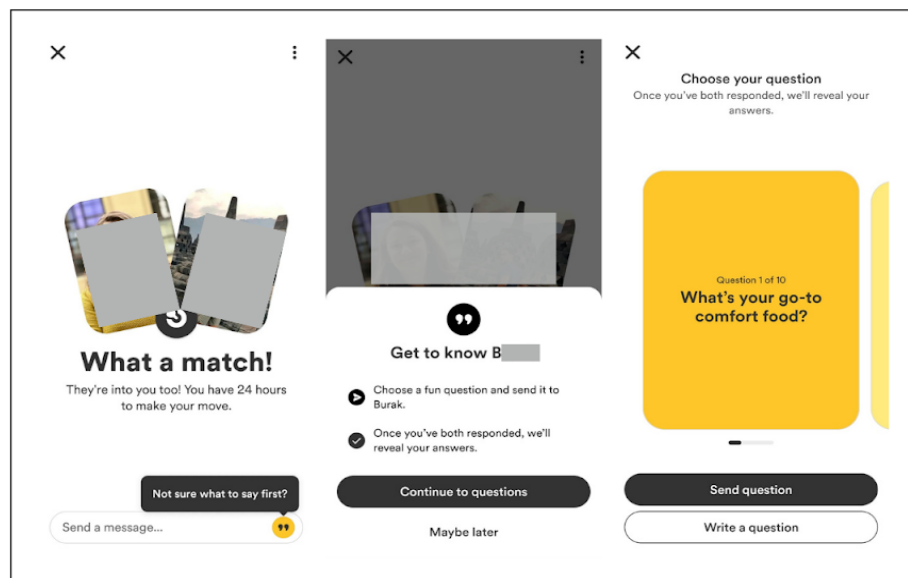 What a match!
They're into you too! You have 24 hours
to make your move.
Not sure what to say first?
Send a message...
Get to know B
Choose a fun question and send it to
Burak.
Once you've both responded, we'll
reveal your answers.
Continue to questions
Maybe later
Choose your question
Once you've both responded, we'll reveal your
answers.
Question 1 of 10
What's your go-to
comfort food?
Send question
Write a question